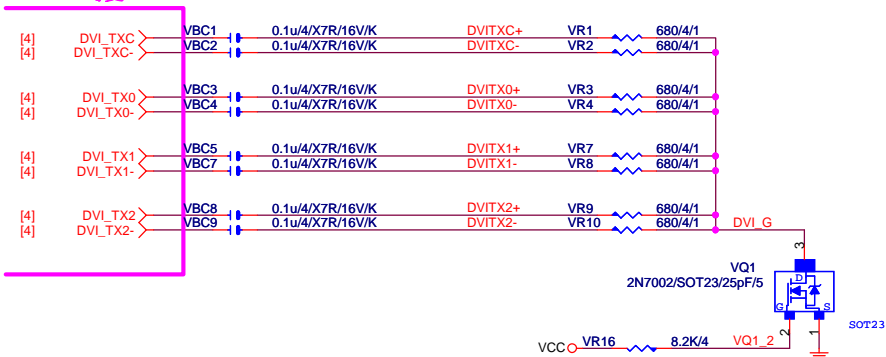 [4] DVI_TXC VBC1 0.1u/4/X7R/16V/K DVITXC+ VR1 680/4/1
[4] DVI_TXC- VBC2 0.1u/4/X7R/16V/K DVITXC- VR2 680/4/1
[4] DVI_TX0 VBC3 0.1u/4/X7R/16V/K DVITX0+ VR3 680/4/1
[4] DVI_TX0- VBC4 0.1u/4/X7R/16V/K DVITX0- VR4 680/4/1
[4] DVI_TX1 VBC5 0.1u/4/X7R/16V/K DVITX1+ VR7 680/4/1
[4] DVI_TX1- VBC7 0.1u/4/X7R/16V/K DVITX1- VR8 680/4/1
[4] DVI_TX2 VBC8 0.1u/4/X7R/16V/K DVITX2+ VR9 680/4/1
[4] DVI_TX2- VBC9 0.1u/4/X7R/16V/K DVITX2- VR10 680/4/1 DVI_G
3
VQ1
2N7002/SOT23/25pF/5
D
G S
SOT23
2 1
VCC VR16 8.2K/4 VQ1_2